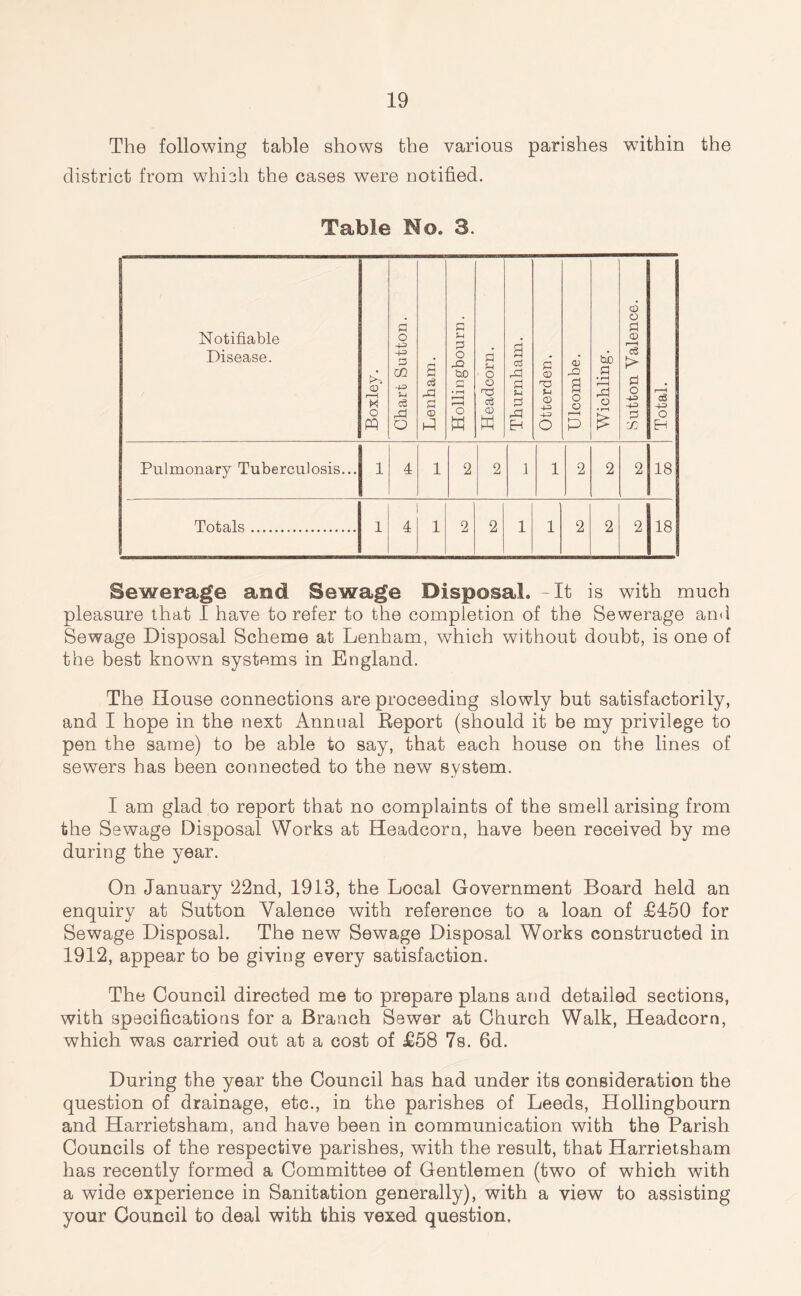 19
The following table shows the various parishes within the
district from which the cases were notified.
Table No. 3.
Notifiable
Disease.
Boxley.
Chart Sutton.
Lenham.
Hollingbourn.
Headcorn.
Thurnham.
Otterden.
Ulcombe.
Wichling.
Sutton Valence.
Total.
Pulmonary Tuberculosis... 1 4 1 2 2 1 1 2 2 2 18
Totals .................. 1 4 1 2 2 1 1 2 2 2 18
Sewerage and Sewage Disposal. - It is with much
pleasure that I have to refer to the completion of the Sewerage and
Sewage Disposal Scheme at Lenham, which without doubt, is one of
the best known systems in England.
The House connections are proceeding slowly but satisfactorily,
and I hope in the next Annual Report (should it be my privilege to
pen the same) to be able to say, that each house on the lines of
sewers has been connected to the new system.
I am glad to report that no complaints of the smell arising from
the Sewage Disposal Works at Headcorn, have been received by me
during the year.
On January 22nd, 1913, the Local Government Board held an
enquiry at Sutton Valence with reference to a loan of £450 for
Sewage Disposal. The new Sewage Disposal Works constructed in
1912, appear to be giving every satisfaction.
The Council directed me to prepare plans and detailed sections,
with specifications for a Branch Sewer at Church Walk, Headcorn,
which was carried out at a cost of £58 7s. 6d.
During the year the Council has had under its consideration the
question of drainage, etc., in the parishes of Leeds, Hollingbourn
and Harrietsham, and have been in communication with the Parish
Councils of the respective parishes, with the result, that Harrietsham
has recently formed a Committee of Gentlemen (two of which with
a wide experience in Sanitation generally), with a view to assisting
your Council to deal with this vexed question.